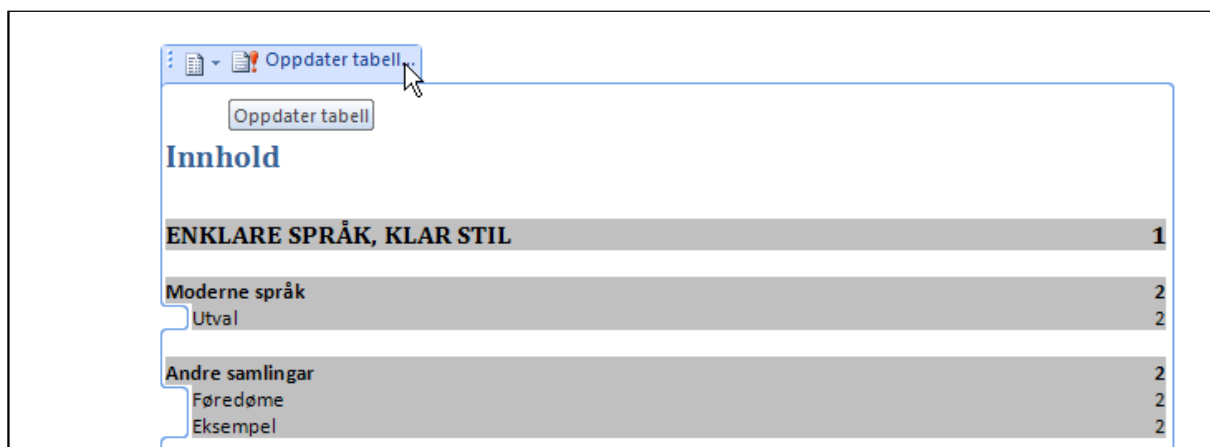 Oppdater tabell...
Oppdater tabell
Innhold
ENKLARE SPRÅK, KLAR STIL 1
Moderne språk 2
Utval 2
Andre samlingar 2
Føredøme 2
Eksempel 2